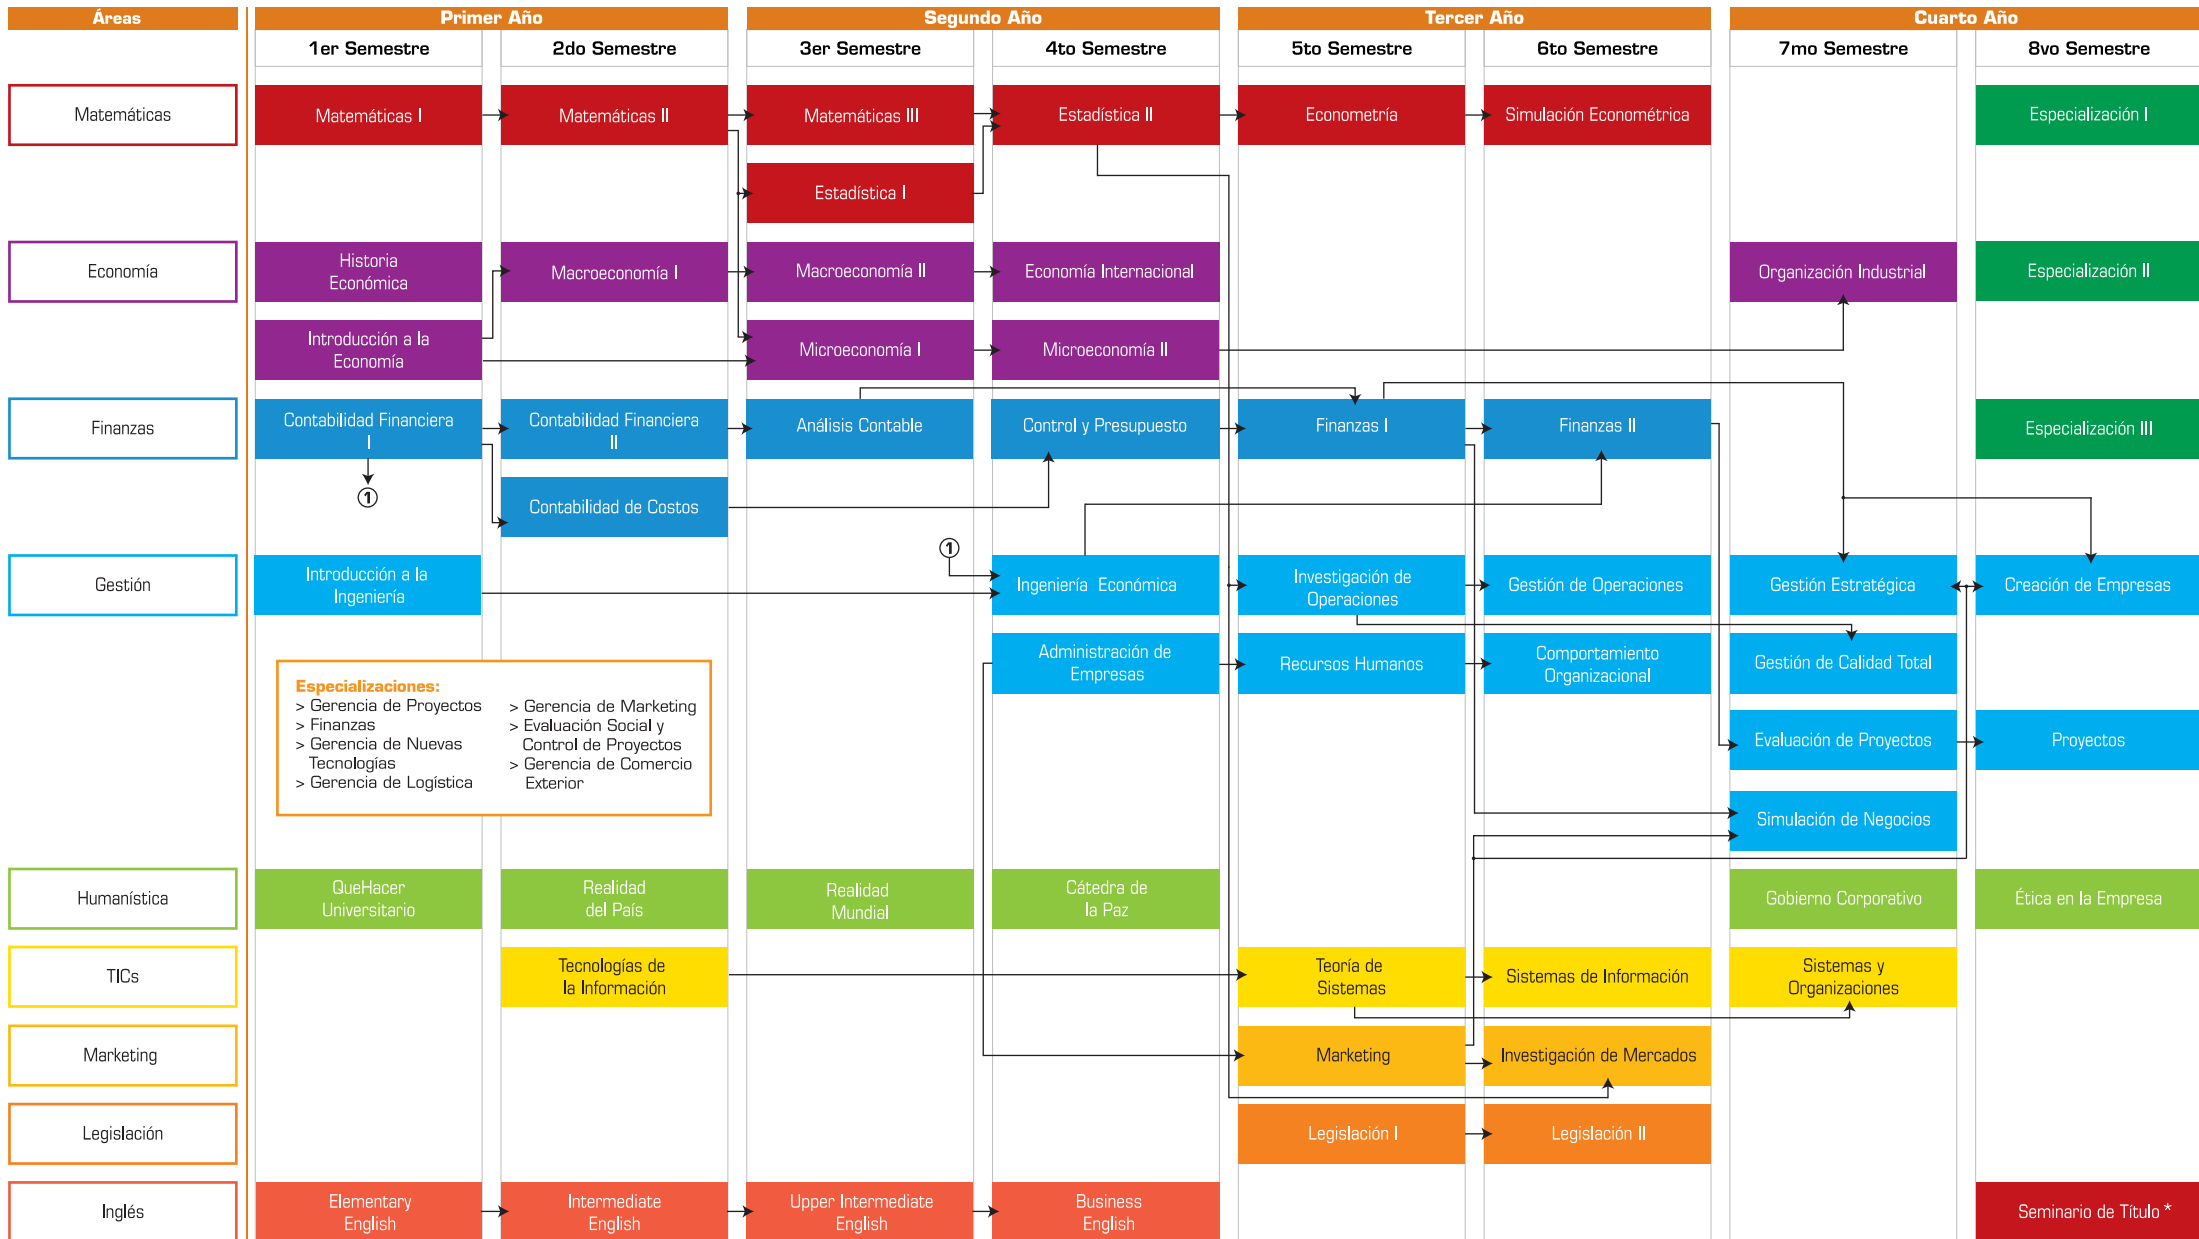 Áreas
Primer Año
Segundo Año
Tercer Año
Cuarto Año
1er Semestre
2do Semestre
3er Semestre
4to Semestre
5to Semestre
6to Semestre
7mo Semestre
8vo Semestre
Matemáticas
Matemáticas I
Matemáticas II
Matemáticas III
Estadística II
Econometría
Simulación Econométrica
Especialización I
Estadística I
Economía
Historia
Económica
Macroeconomía I
Macroeconomía II
Economía Internacional
Organización Industrial
Especialización II
Introducción a la
Economía
Microeconomía I
Microeconomía II
Finanzas
Contabilidad Financiera
I
Contabilidad Financiera
II
Análisis Contable
Control y Presupuesto
Finanzas I
Finanzas II
Especialización III
1
Contabilidad de Costos
1
Gestión
Introducción a la
Ingeniería
Ingeniería Económica
Investigación de
Operaciones
Gestión de Operaciones
Gestión Estratégica
Creación de Empresas
Administración de
Empresas
Recursos Humanos
Comportamiento
Organizacional
Gestión de Calidad Total
Especializaciones:
> Gerencia de Proyectos
> Finanzas
> Gerencia de Nuevas
Tecnologías
> Gerencia de Logística
> Gerencia de Marketing
> Evaluación Social y
Control de Proyectos
> Gerencia de Comercio
Exterior
Evaluación de Proyectos
Proyectos
Simulación de Negocios
Humanística
QueHacer
Universitario
Realidad
del País
Realidad
Mundial
Cátedra de
la Paz
Gobierno Corporativo
Ética en la Empresa
TICs
Tecnologías de
la Información
Teoría de
Sistemas
Sistemas de Información
Sistemas y
Organizaciones
Marketing
Marketing
Investigación de Mercados
Legislación
Legislación I
Legislación II
Inglés
Elementary
English
Intermediate
English
Upper Intermediate
English
Business
English
Seminario de Título *